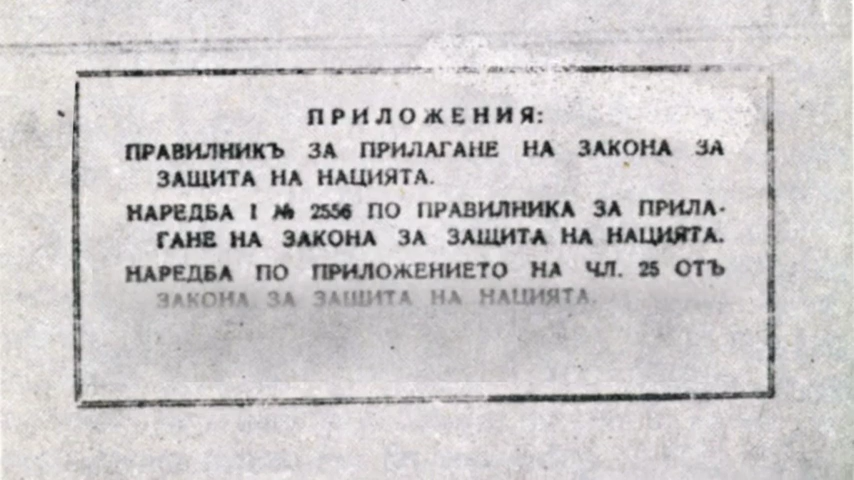 ПРИЛОЖЕНИЯ:
ПРАВИЛНИКЪ ЗА ПРИЛАГАНЕ НА ЗАКОНА ЗА
ЗАЩИТА НА НАЦИЯТА.
НАРЕДБА I № 2556 ПО ПРАВИЛНИКА ЗА ПРИЛА-
ГАНЕ НА ЗАКОНА ЗА ЗАЩИТА НА НАЦИЯТА.
НАРЕДБА ПО ПРИЛОЖЕНИЕТО НА ЧЛ. 25 ОТЪ
ЗАКОНА ЗА ЗАЩИТА НА НАЦИЯТА.